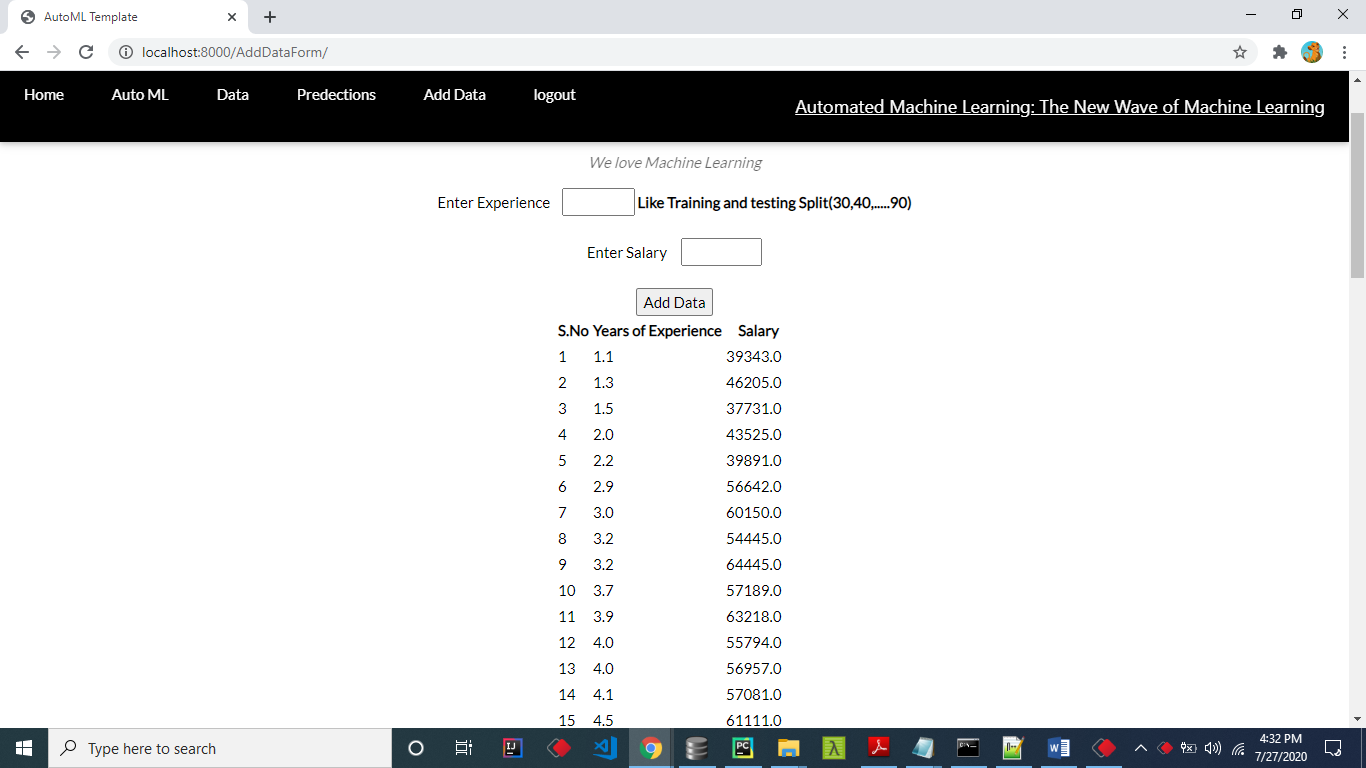 AutoML Template
localhost:8000/AddDataForm/
Home Auto ML Data Predections Add Data logout Automated Machine Learning: The New Wave of Machine Learning
We love Machine Learning
Enter Experience Like Training and testing Split(30,40,.....90)
Enter Salary
Add Data
S.No Years of Experience Salary
1 1.1 39343.0
2 1.3 46205.0
3 1.5 37731.0
4 2.0 43525.0
5 2.2 39891.0
6 2.9 56642.0
7 3.0 60150.0
8 3.2 54445.0
9 3.2 64445.0
10 3.7 57189.0
11 3.9 63218.0
12 4.0 55794.0
13 4.0 56957.0
14 4.1 57081.0
15 4.5 61111.0
Type here to search
4:32 PM
7/27/2020